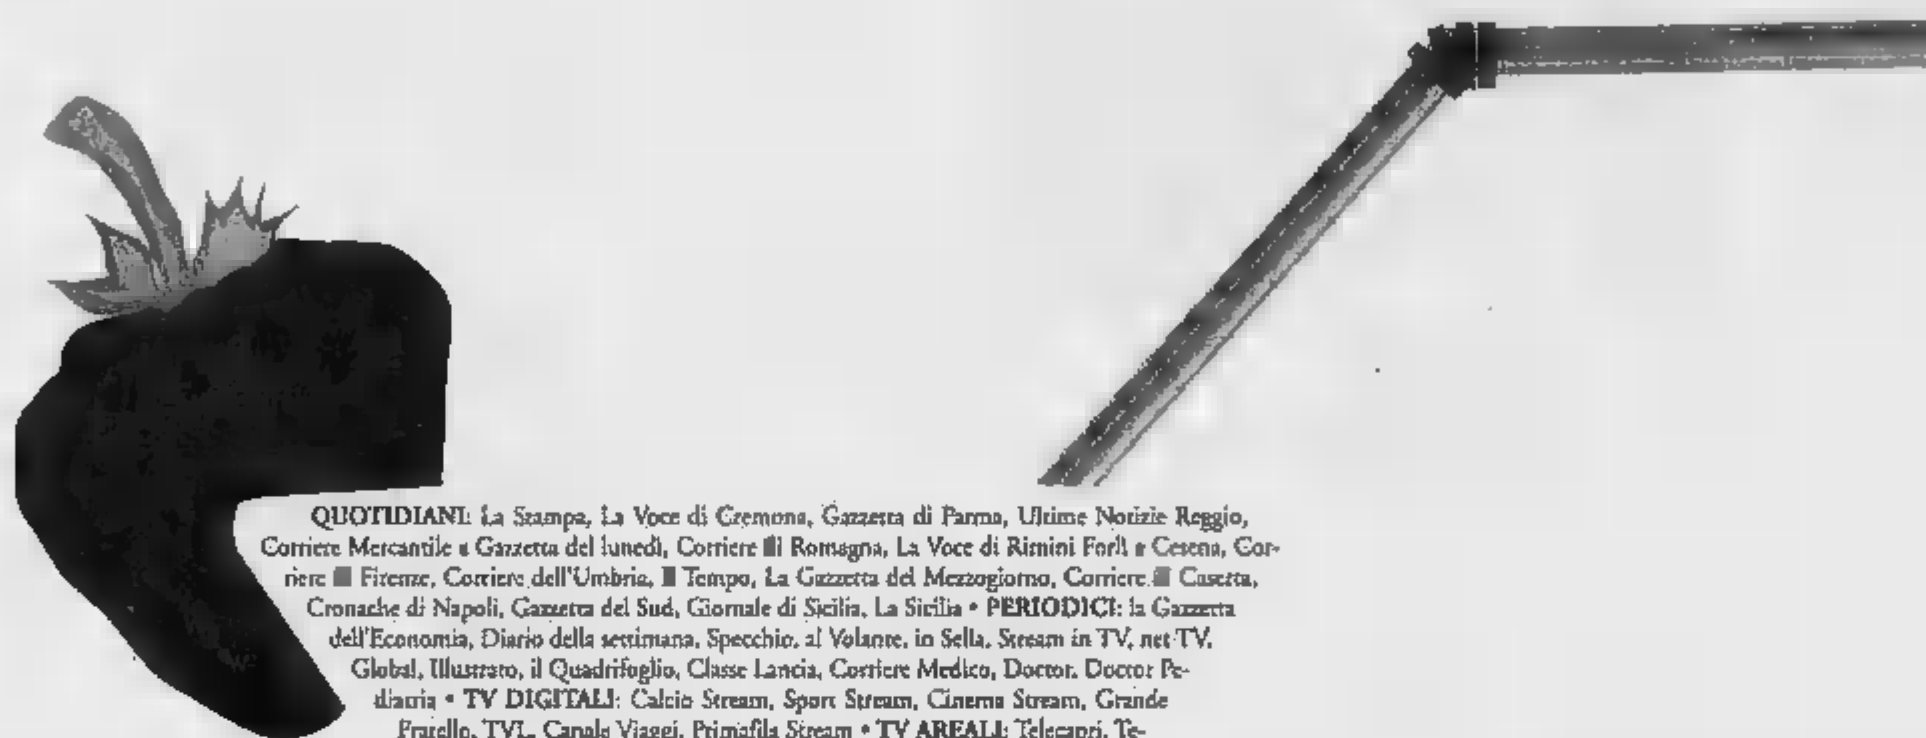 QUOTIDIANI: La Stampa, La Voce di Cremona, Gazzetta di Parma, Ultime Notizie Reggio,
Corriere Mercantile e Gazzetta del lunedì, Corriere di Romagna, La Voce di Rimini Forlì e Cesena, Cor-
riere Firenze, Corriere dell'Umbria, Il Tempo, La Gazzetta del Mezzogiorno, Corriere Caserta,
Cronache di Napoli, Gazzetta del Sud, Giornale di Sicilia, La Sicilia • PERIODICI: la Gazzetta
dell'Economia, Diario della settimana, Specchio, al Volante, in Sella, Stream in TV, net-TV,
Global, Illustrato, il Quadrifoglio, Classe Lancia, Corriere Medico, Doctor, Doctor Pe-
diatria • TV DIGITALI: Calcio Stream, Sport Stream, Cinema Stream, Grande
Fratello, TVL, Canale Viaggi, Primafila Stream • TV AREALI: Telecapri, Te-